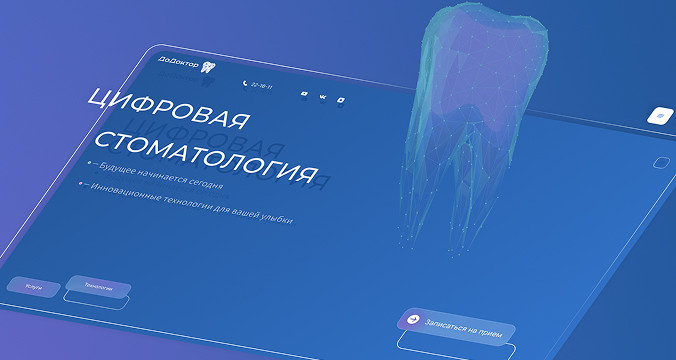 ДоДоктор
22-16-11
ЦИФРОВАЯ
СТОМАТОЛОГИЯ
– Будущее начинается сегодня
– Инновационные технологии для вашей улыбки
Услуги
Технологии
Записаться на прием